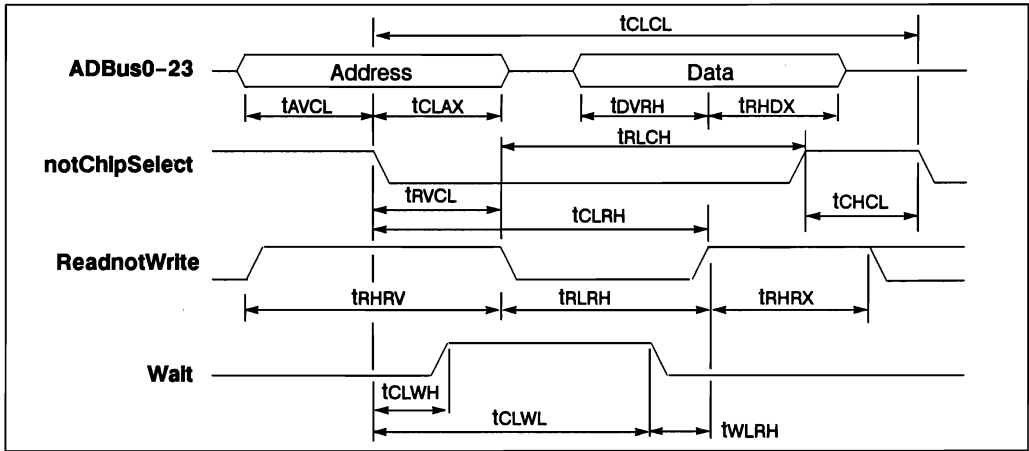 tCLCL
ADBus0-23
Address
Data
tAVCL
tCLAX
tDVRH
tRHDX
tRLCH
notChipSelect
tRVCL
tCLRH
tCHCL
ReadnotWrite
tRHRV
tRLRH
tRHRX
Wait
tCLWH
tCLWL
tWLRH